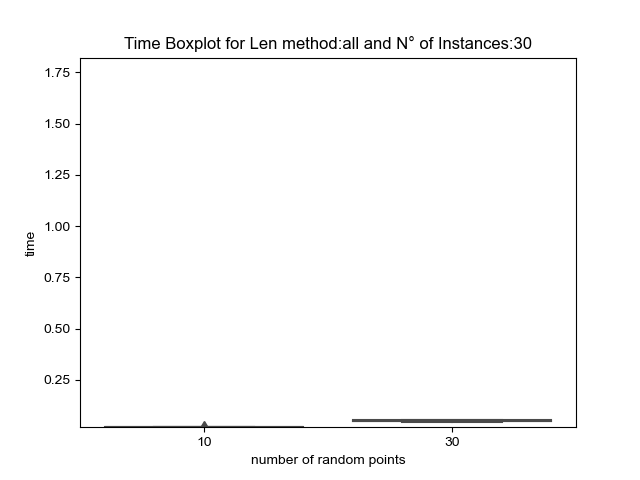 Time Boxplot for Len method:all and N° of Instances:30
1.75
1.50
1.25
1.00
0.75
0.50
0.25
time
10 30
number of random points